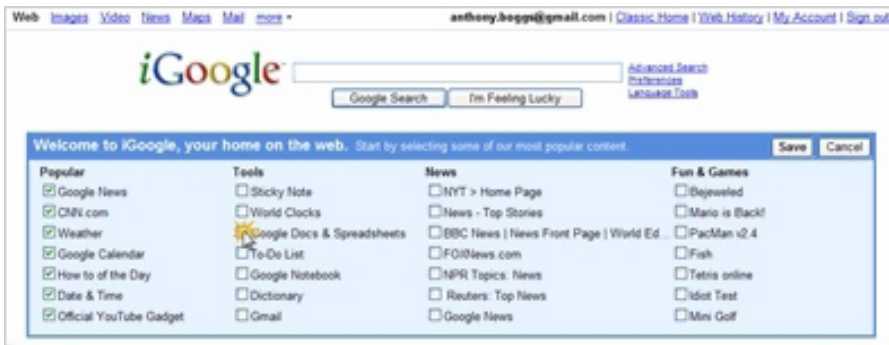 Web Images Video News Maps Mail more anthony.boggs@gmail.com | Classic Home | Web History | My Account | Sign out
iGoogle
Advanced Search
Preferences
Language Tools
Google Search I'm Feeling Lucky
Welcome to iGoogle, your home on the web. Start by selecting some of our most popular content. Save Cancel
Popular Tools News Fun & Games
Google News Sticky Note NYT > Home Page Bejeweled
CNN.com World Clocks News - Top Stories Mario is Back!
Weather Google Docs & Spreadsheets BBC News | News Front Page | World Ed... PacMan v2.4
Google Calendar To-Do List FOXNews.com Fish
How to of the Day Google Notebook NPR Topics: News Tetris online
Date & Time Dictionary Reuters: Top News Idiot Test
Official YouTube Gadget Gmail Google News Mini Golf